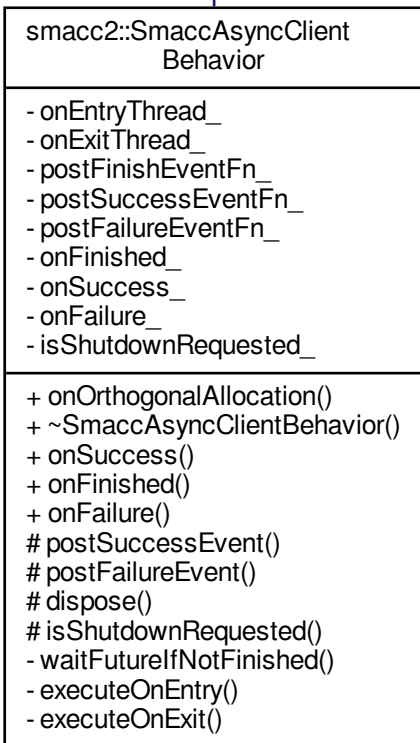 smacc2::SmaccAsyncClient
Behavior
- onEntryThread_
- onExitThread_
- postFinishEventFn_
- postSuccessEventFn_
- postFailureEventFn_
- onFinished_
- onSuccess_
- onFailure_
- isShutdownRequested_
+ onOrthogonalAllocation()
+ ~SmaccAsyncClientBehavior()
+ onSuccess()
+ onFinished()
+ onFailure()
# postSuccessEvent()
# postFailureEvent()
# dispose()
# isShutdownRequested()
- waitFutureIfNotFinished()
- executeOnEntry()
- executeOnExit()